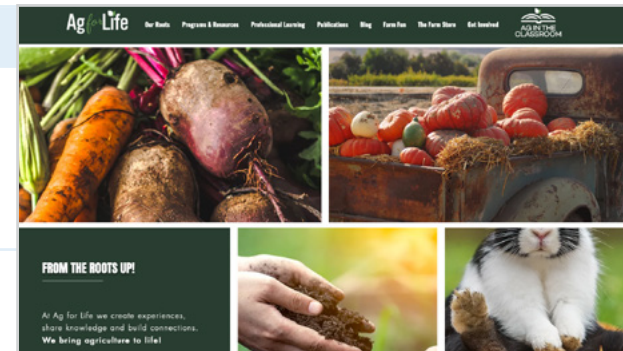 Ag for Life
Our Roots Programs & Resources Professional Learning Publications Blog Farm Fun The Farm Store Get Involved
AG IN THE
CLASSROOM
FROM THE ROOTS UP!
At Ag for Life we create experiences,
share knowledge and build connections.
We bring agriculture to life!